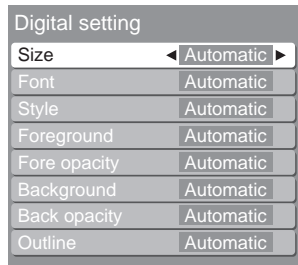 Digital setting
Size ◄ Automatic ►
Font Automatic
Style Automatic
Foreground Automatic
Fore opacity Automatic
Background Automatic
Back opacity Automatic
Outline Automatic